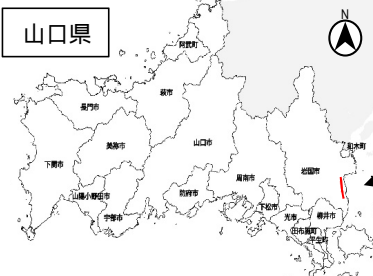 山口県
N
阿武町
萩市
長門市
美祢市
山口市
和木町
下関市
岩国市
周南市
山陽小野田市
防府市
下松市
宇部市
光市
柳井市
田布施町
平生町